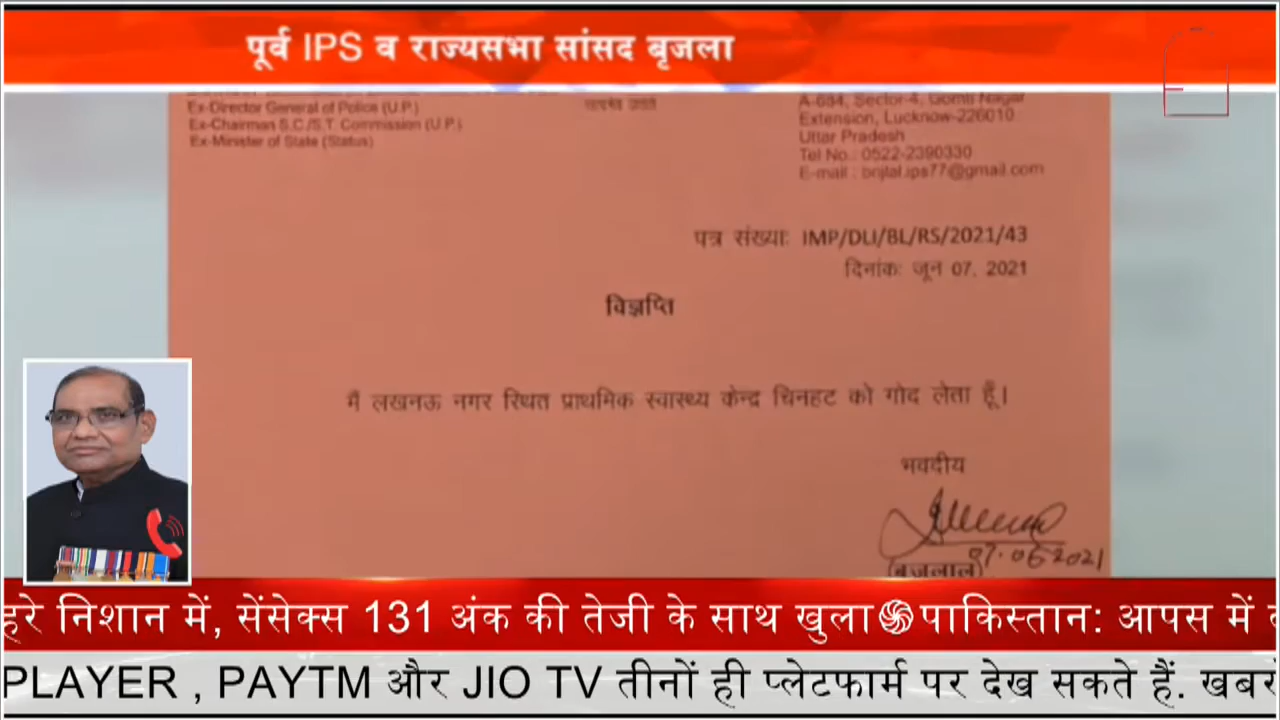 पूर्व IPS व राज्यसभा सांसद बृजला
Ex-Director General of Police (U.P.)
Ex-Chairman S.C./S.T. Commission (U.P.)
Ex-Minister of State (Status)
सत्यमेव जयते
A-684, Sector-4, Gomti Nagar
Extension, Lucknow-226010
Uttar Pradesh
Tel No.: 0522-2390330
E-mail : brijlal.ips77@gmail.com
पत्र संख्याः IMP/DLI/BL/RS/2021/43
दिनांकः जून 07, 2021
विज्ञप्ति
मैं लखनऊ नगर स्थित प्राथमिक स्वास्थ्य केन्द्र चिनहट को गोद लेता हूँ।
भवदीय
07.06.2021
(बृजलाल)
हरे निशान में, सेंसेक्स 131 अंक की तेजी के साथ खुला पाकिस्तान: आपस में
PLAYER , PAYTM और JIO TV तीनों ही प्लेटफार्म पर देख सकते हैं. खबरो